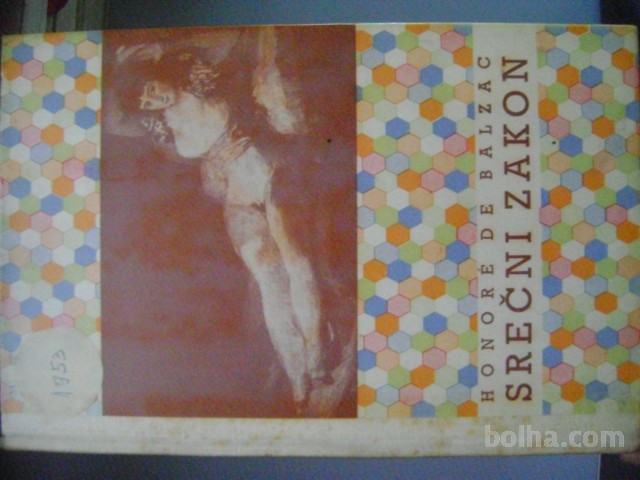 HONORÉ DE BALZAC
SREČNI ZAKON
1953
bolha.com